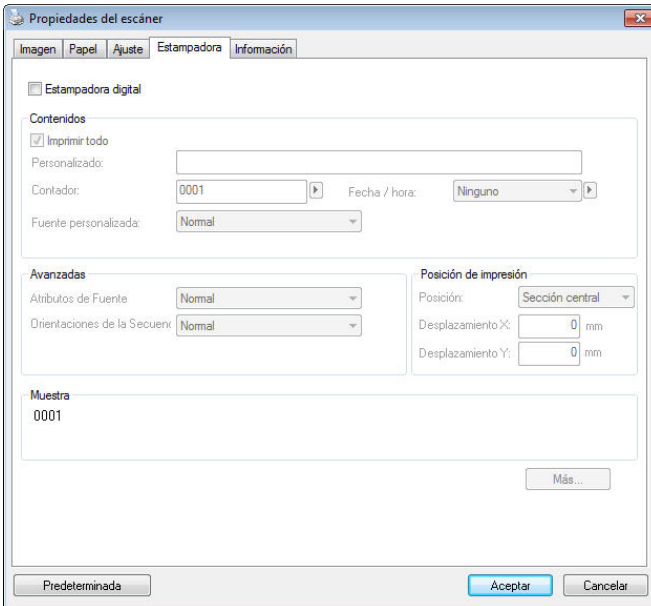 Propiedades del escáner
Imagen Papel Ajuste Estampadora Información
Estampadora digital
Contenidos
Imprimir todo
Personalizado:
Contador: 0001 Fecha / hora: Ninguno
Fuente personalizada: Normal
Avanzadas Posición de impresión
Atributos de Fuente Normal Posición: Sección central
Orientaciones de la Secuen Normal Desplazamiento X: 0 mm
Desplazamiento Y: 0 mm
Muestra
0001
Más...
Predeterminada Aceptar Cancelar